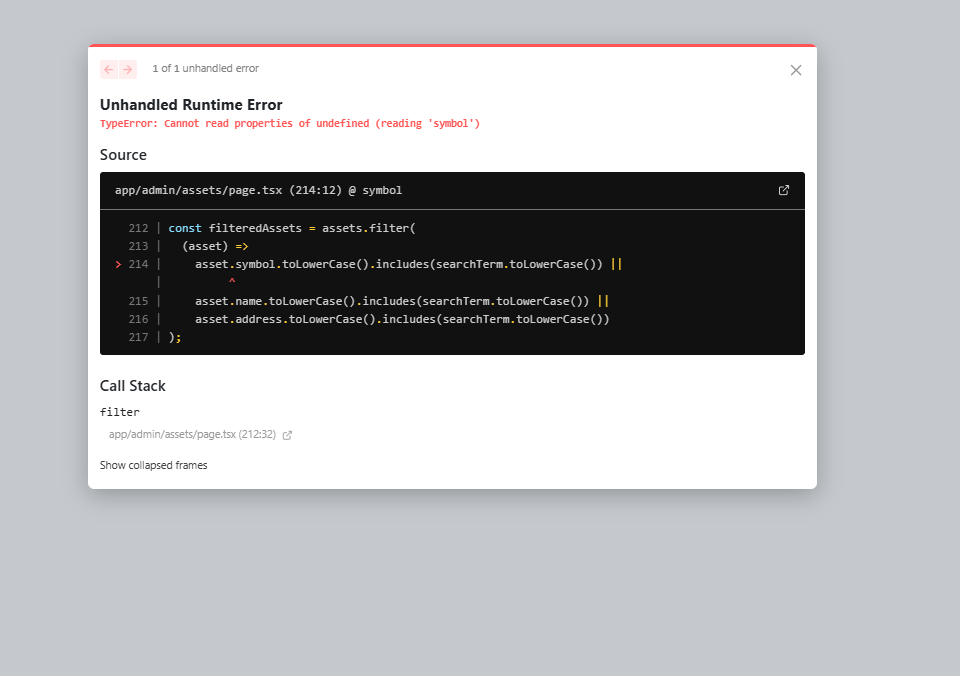 1 of 1 unhandled error
Unhandled Runtime Error
TypeError: Cannot read properties of undefined (reading 'symbol')
Source
app/admin/assets/page.tsx (214:12) @ symbol
212 | const filteredAssets = assets.filter(
213 |   (asset) =>
> 214 |     asset.symbol.toLowerCase().includes(searchTerm.toLowerCase()) ||
|          ^
215 |     asset.name.toLowerCase().includes(searchTerm.toLowerCase()) ||
216 |     asset.address.toLowerCase().includes(searchTerm.toLowerCase())
217 | );
Call Stack
filter
app/admin/assets/page.tsx (212:32)
Show collapsed frames